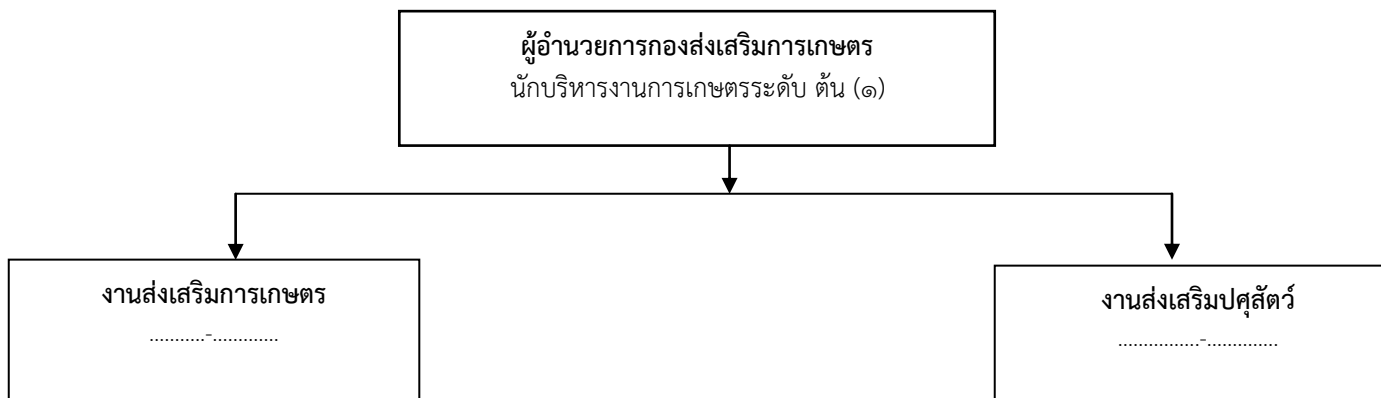 ผู้อำนวยการกองส่งเสริมการเกษตร
นักบริหารงานการเกษตรระดับ ต้น (๑)
งานส่งเสริมการเกษตร
...........-.............
งานส่งเสริมปศุสัตว์
................-..............